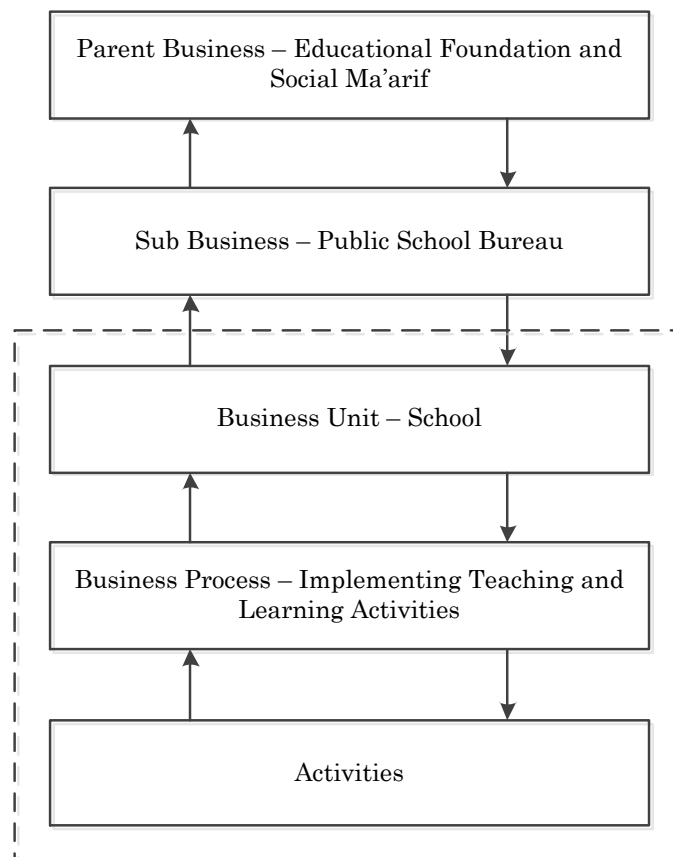 Parent Business – Educational Foundation and
Social Ma’arif
Sub Business – Public School Bureau
Business Unit – School
Business Process – Implementing Teaching and
Learning Activities
Activities